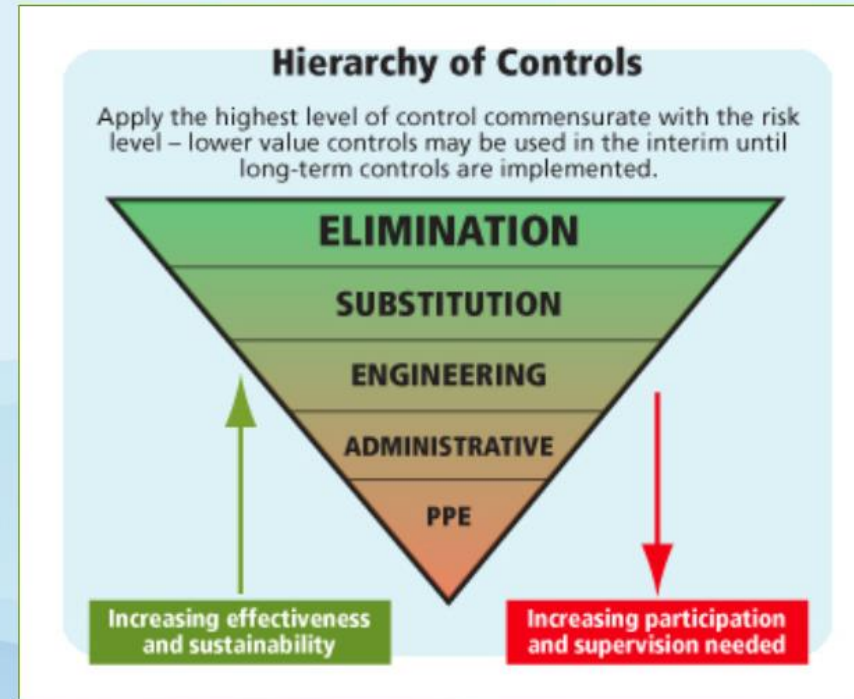 Hierarchy of Controls
Apply the highest level of control commensurate with the risk
level – lower value controls may be used in the interim until
long-term controls are implemented.
ELIMINATION
SUBSTITUTION
ENGINEERING
ADMINISTRATIVE
PPE
Increasing effectiveness
and sustainability
Increasing participation
and supervision needed